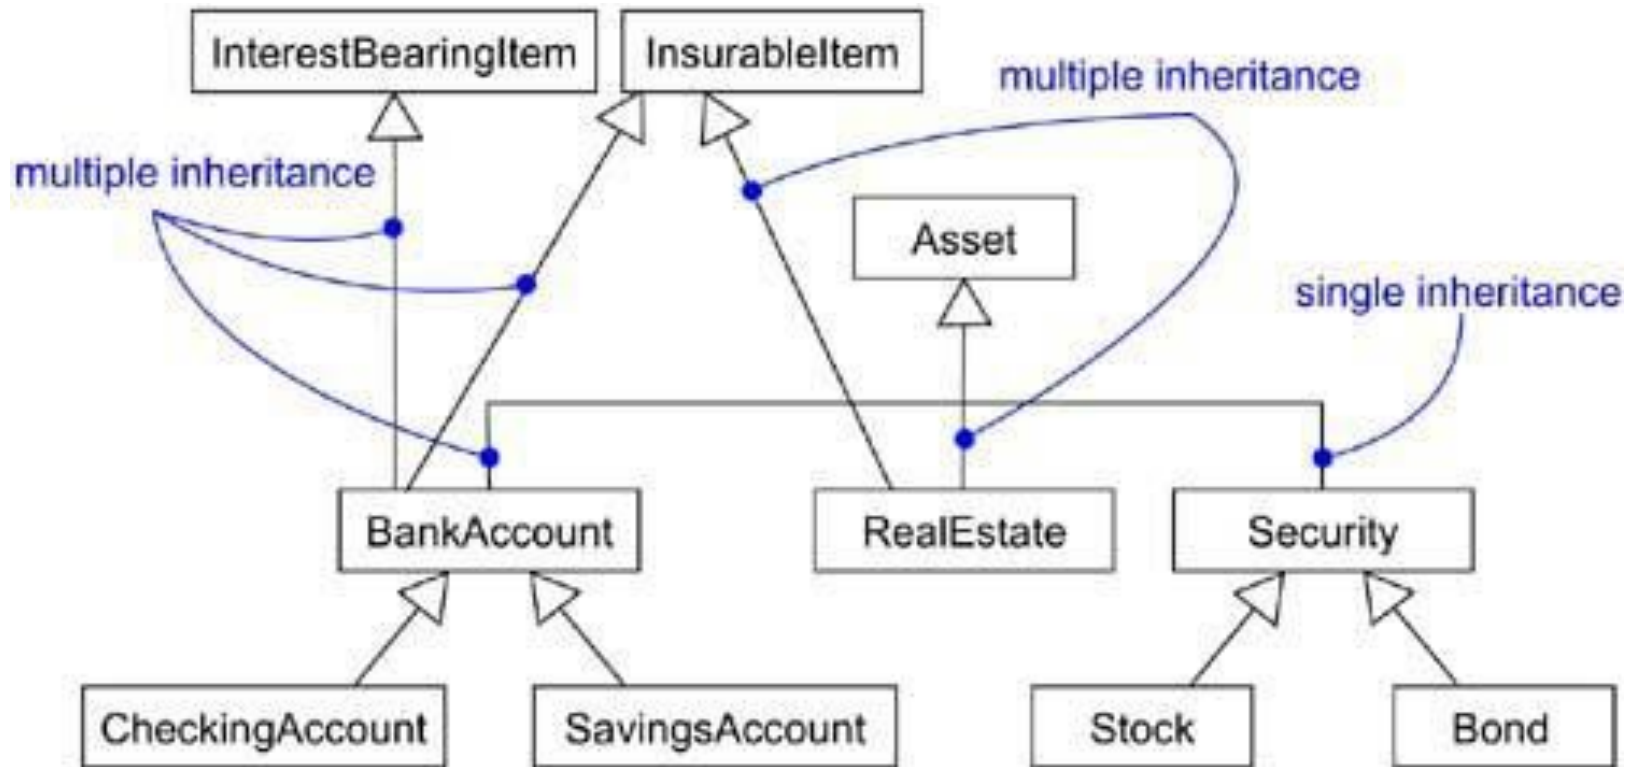 InterestBearingItem
InsurableItem
multiple inheritance
multiple inheritance
Asset
single inheritance
BankAccount
RealEstate
Security
CheckingAccount
SavingsAccount
Stock
Bond